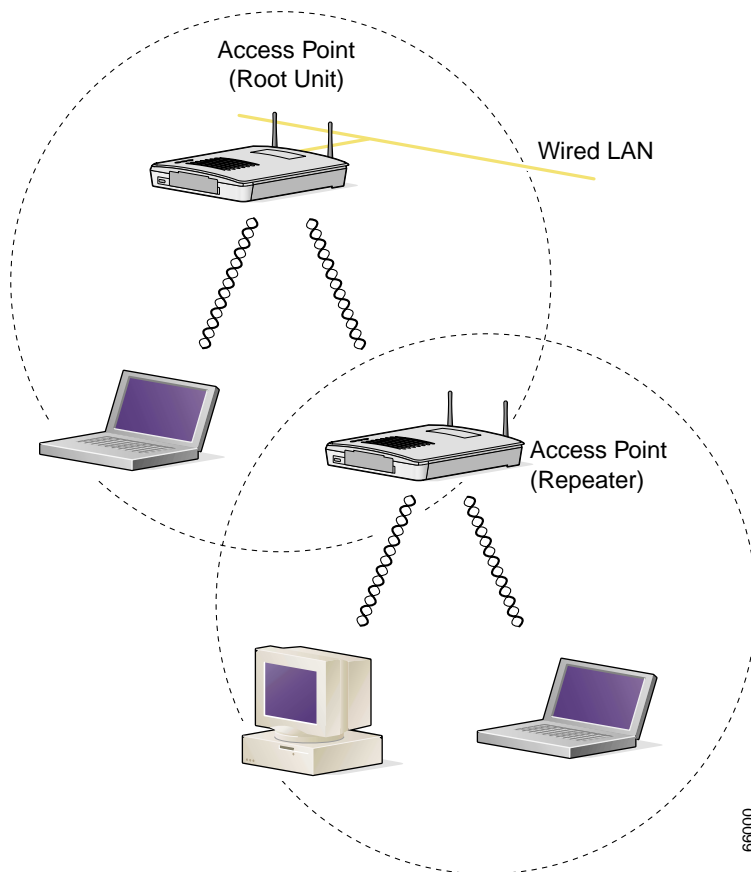 Access Point
(Root Unit)
Wired LAN
Access Point
(Repeater)
66000